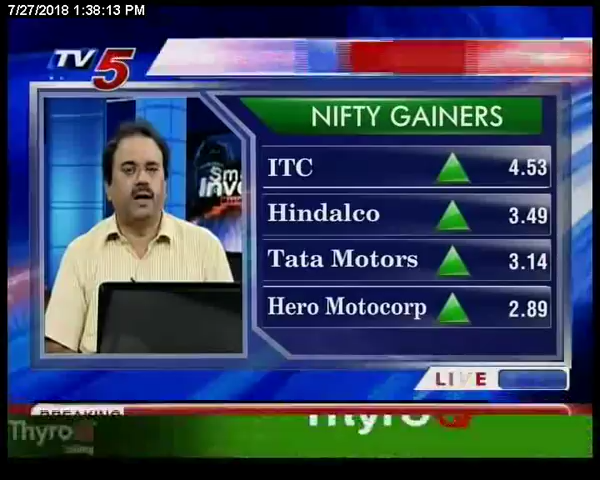 7/27/2018 1:38:13 PM
TV5
NIFTY GAINERS
ITC 4.53
Hindalco 3.49
Tata Motors 3.14
Hero Motocorp 2.89
LIVE
BREAKING
Thyro